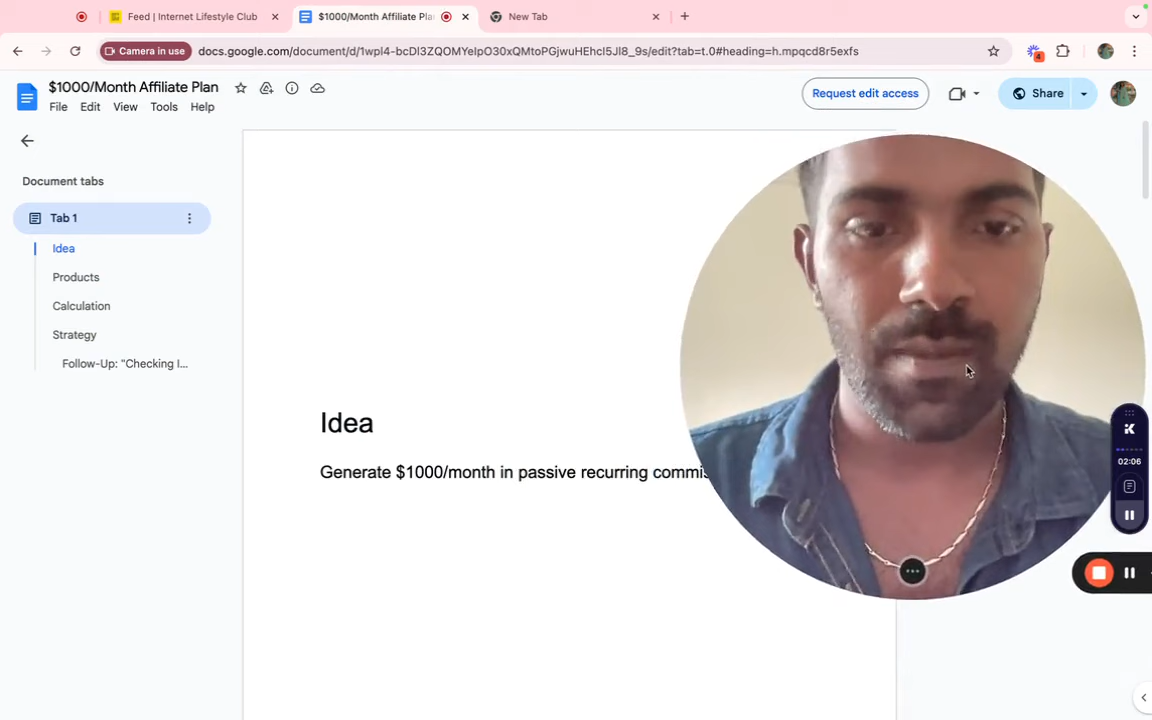 Feed | Internet Lifestyle Club
$1000/Month Affiliate Pla
New Tab
Camera in use
docs.google.com/document/d/1wpl4-bcDl3ZQOMYelpO30xQMtoPGjwuHEhcI5Jl8_9s/edit?tab=t.0#heading=h.mpqcd8r5exfs
4
$1000/Month Affiliate Plan
File Edit View Tools Help
Request edit access
Share
Document tabs
Tab 1
Idea
Products
Calculation
Strategy
Follow-Up: "Checking I...
Idea
Generate $1000/month in passive recurring commis
02:06